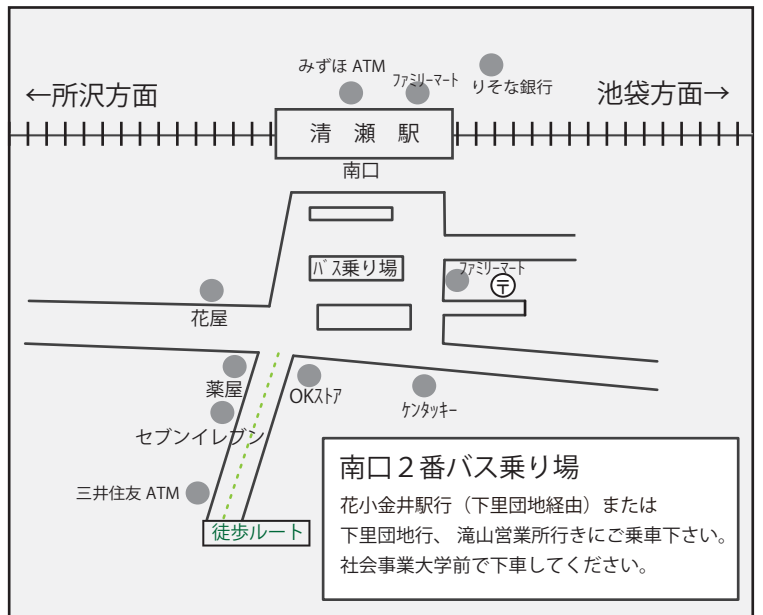 みずほ ATM
ﾌｧﾐﾘｰﾏｰﾄ
りそな銀行
←所沢方面
池袋方面→
清 瀬 駅
南口
ﾊﾞｽ乗り場
ﾌｧﾐﾘｰﾏｰﾄ
〒
花屋
薬屋
OKｽﾄｱ
ｹﾝﾀｯｷｰ
セブンイレブン
三井住友 ATM
徒歩ルート
南口２番バス乗り場
花小金井駅行（下里団地経由）または
下里団地行、 滝山営業所行きにご乗車下さい。
社会事業大学前で下車してください。